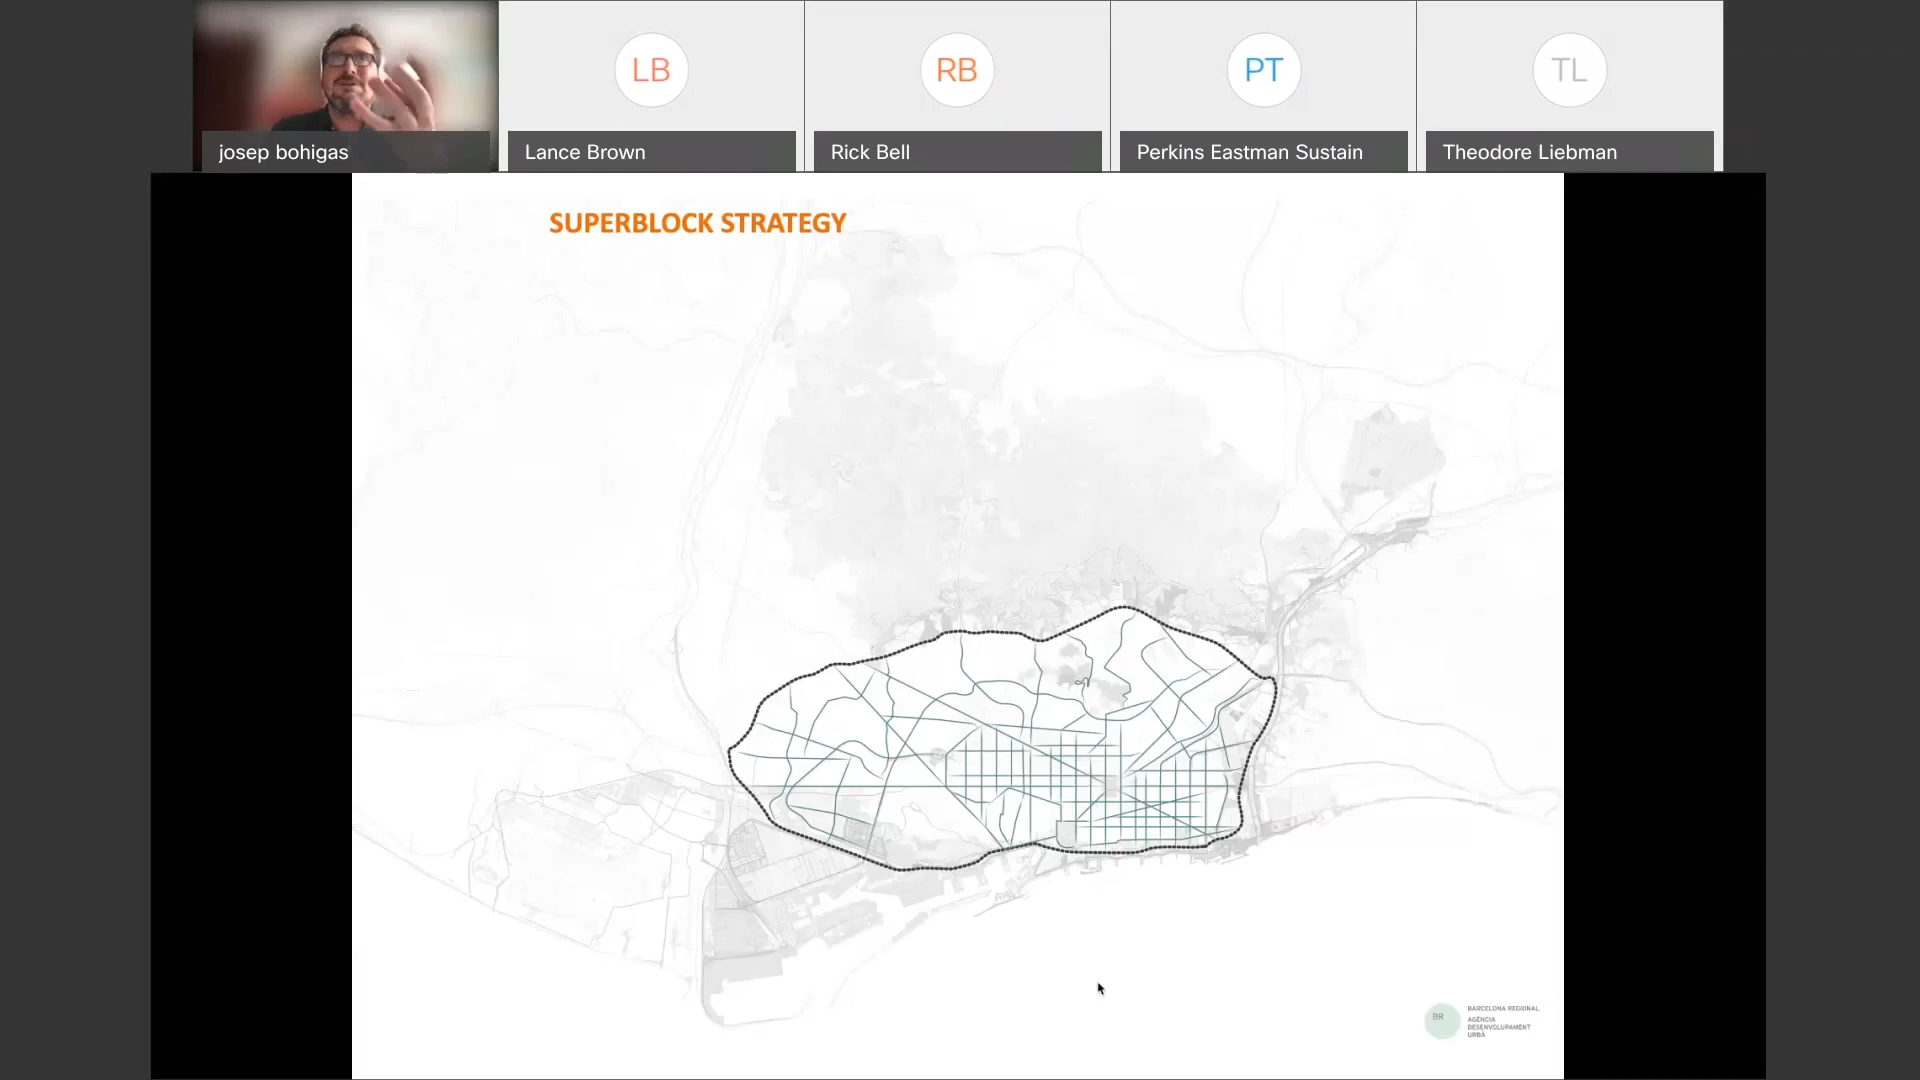 LB
RB
PT
TL
josep bohigas
Lance Brown
Rick Bell
Perkins Eastman Sustain
Theodore Liebman
SUPERBLOCK STRATEGY
BR
BARCELONA REGIONAL
AGÈNCIA
DESENVOLUPAMENT
URBÀ